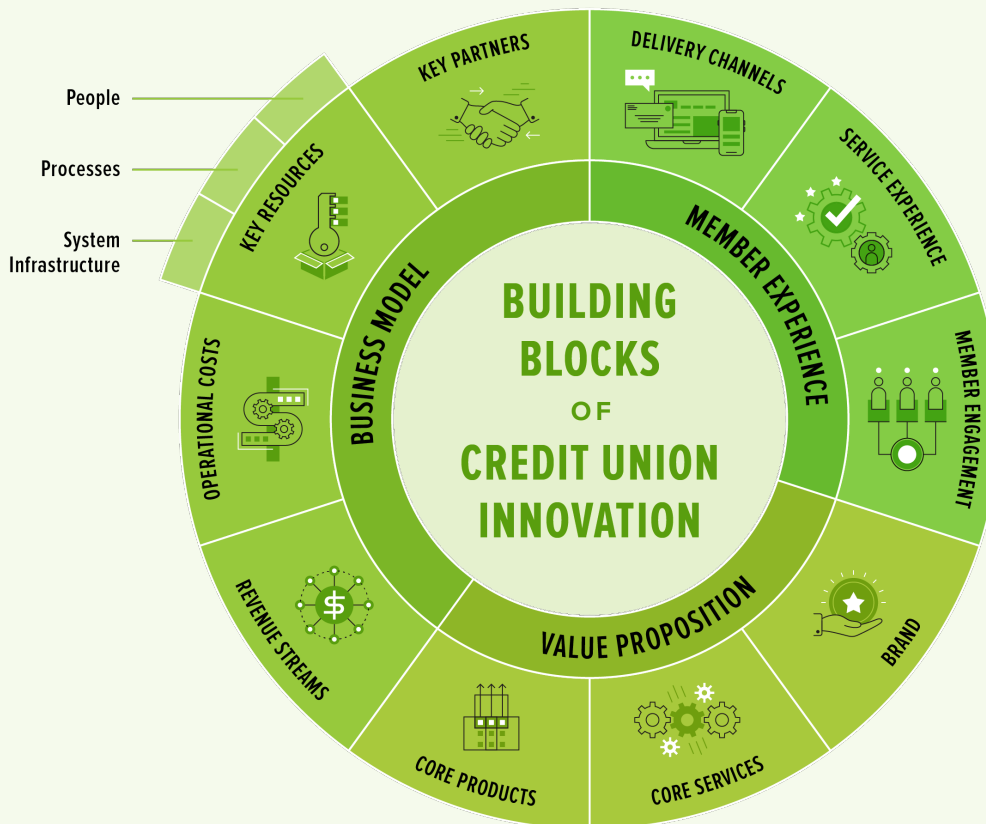 BUILDING
BLOCKS
OF
CREDIT UNION
INNOVATION
MEMBER EXPERIENCE
DELIVERY CHANNELS
SERVICE EXPERIENCE
MEMBER ENGAGEMENT
VALUE PROPOSITION
BRAND
CORE SERVICES
CORE PRODUCTS
BUSINESS MODEL
REVENUE STREAMS
$
OPERATIONAL COSTS
KEY RESOURCES
People
Processes
System
Infrastructure
KEY PARTNERS